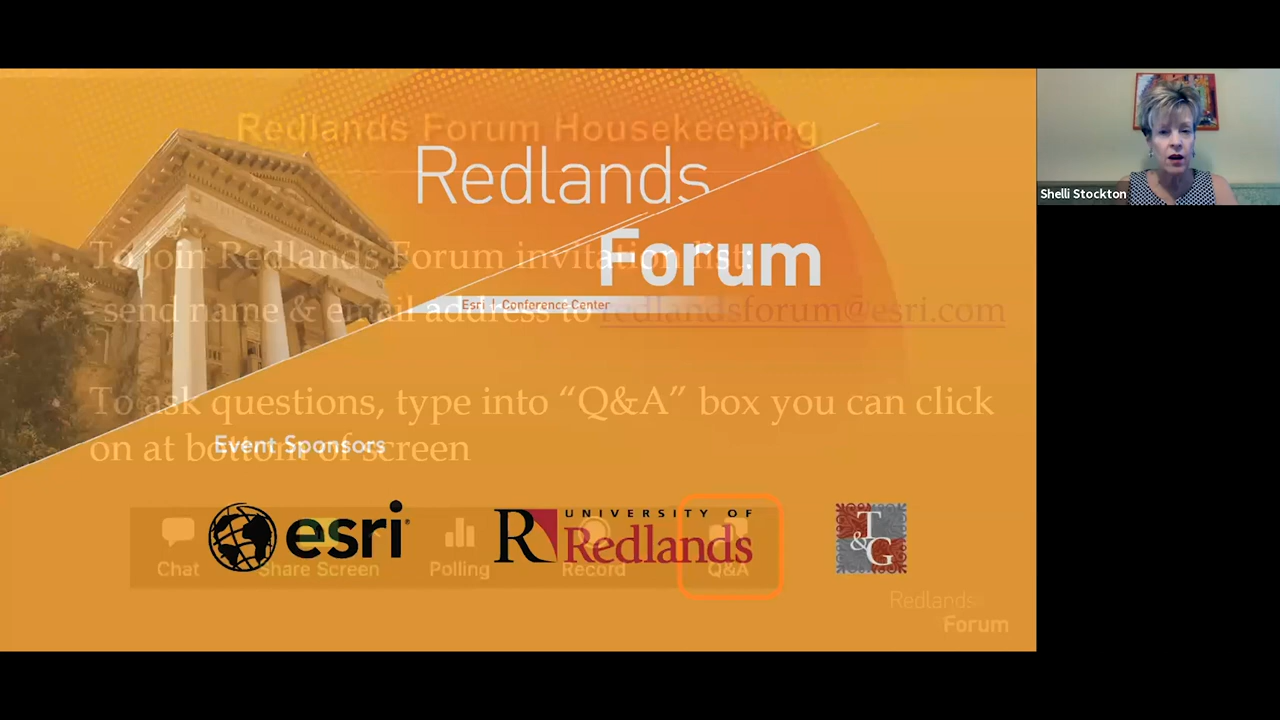 Redlands Forum Housekeeping
Redlands
Forum
Esri | Conference Center
To join Redlands Forum invitation list:
- send name & email address to redlandsforum@esri.com
To ask questions, type into “Q&A” box you can click
on at bottom of screen
Event Sponsors
esri
UNIVERSITY OF
Redlands
R
T
&
G
Chat
Share Screen
Polling
Record
Q&A
Redlands
Forum
Shelli Stockton